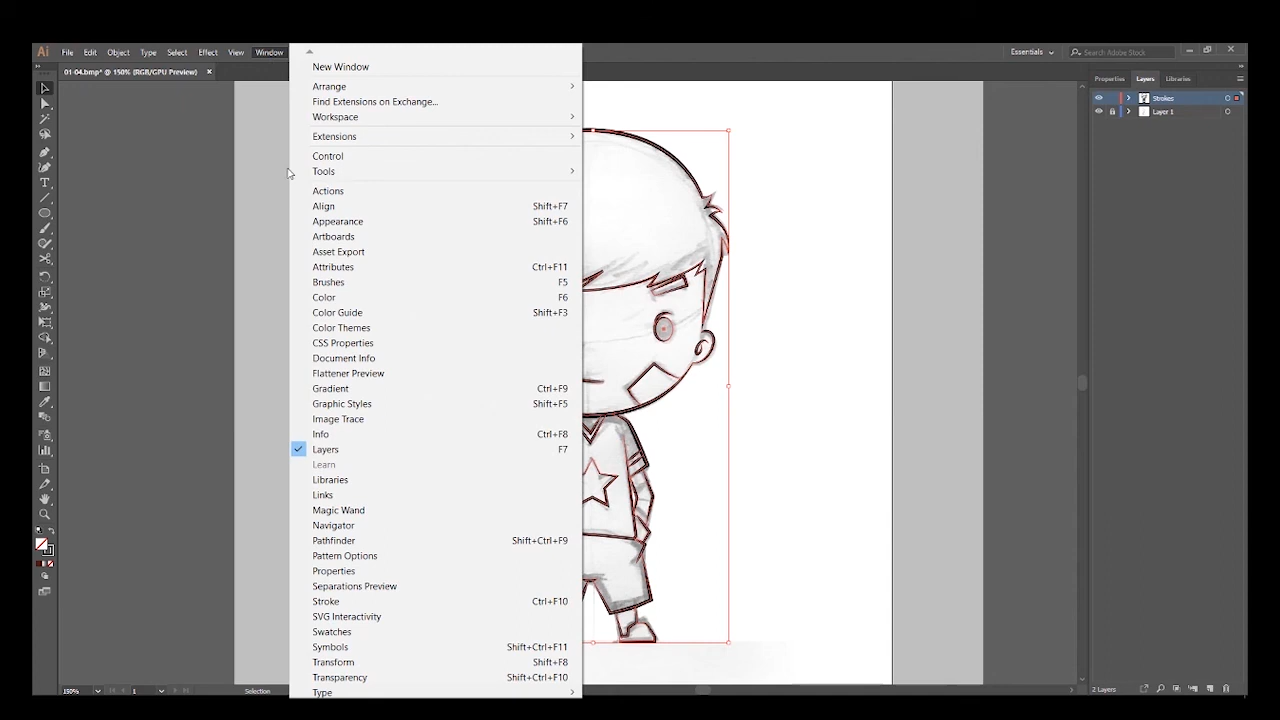 Ai File Edit Object Type Select Effect View Window Essentials Search Adobe Stock
01-04.bmp* @ 150% (RGB/GPU Preview) ×
Properties Layers Libraries
Strokes
Layer 1
New Window
Arrange
Find Extensions on Exchange...
Workspace
Extensions
Control
Tools
Actions
Align Shift+F7
Appearance Shift+F6
Artboards
Asset Export
Attributes Ctrl+F11
Brushes F5
Color F6
Color Guide Shift+F3
Color Themes
CSS Properties
Document Info
Flattener Preview
Gradient Ctrl+F9
Graphic Styles Shift+F5
Image Trace
Info Ctrl+F8
Layers F7
Learn
Libraries
Links
Magic Wand
Navigator
Pathfinder Shift+Ctrl+F9
Pattern Options
Properties
Separations Preview
Stroke Ctrl+F10
SVG Interactivity
Swatches
Symbols Shift+Ctrl+F11
Transform Shift+F8
Transparency Shift+Ctrl+F10
Type
150% 1 Selection 2 Layers